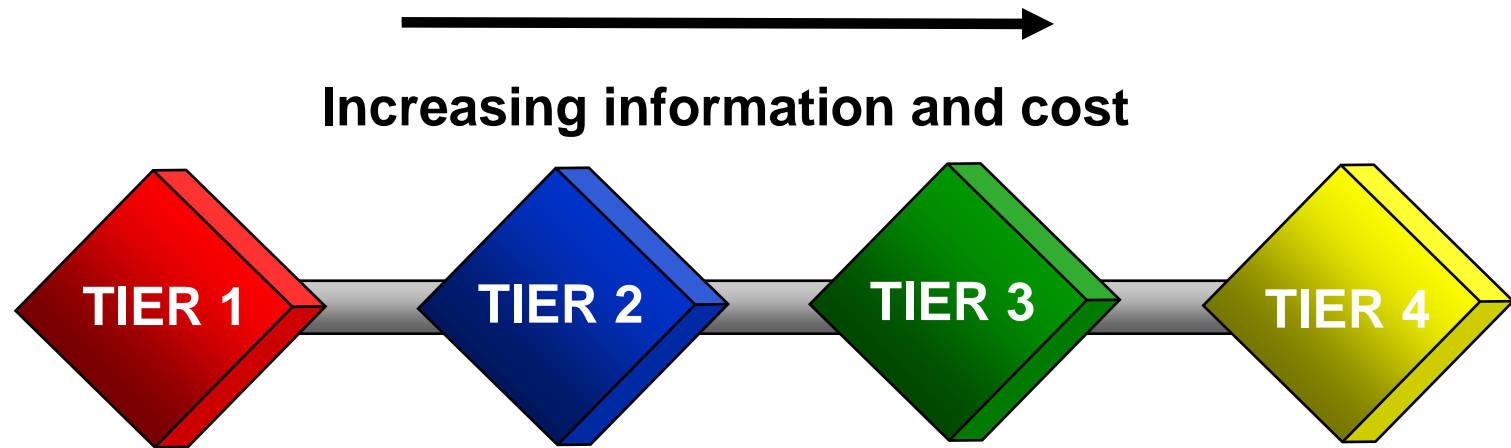 Increasing information and cost
TIER 1
TIER 2
TIER 3
TIER 4